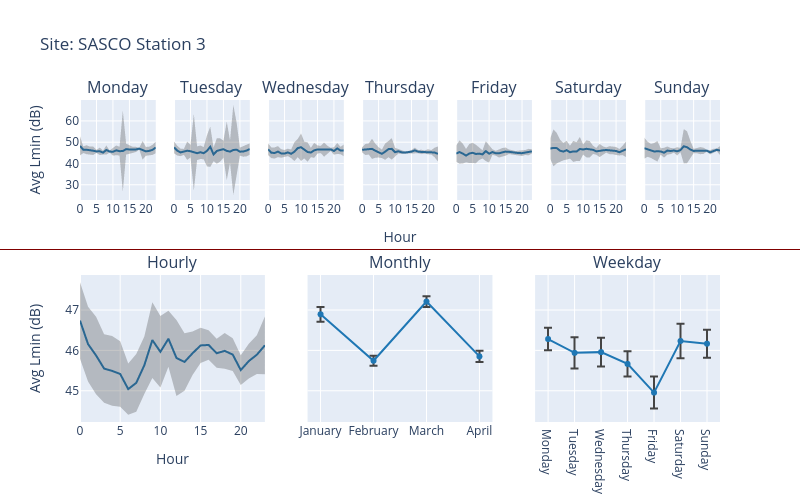 Site: SASCO Station 3
Monday Tuesday Wednesday Thursday Friday Saturday Sunday
Avg Lmin (dB)
60
50
40
30
0 5 10 15 20 0 5 10 15 20 0 5 10 15 20 0 5 10 15 20 0 5 10 15 20 0 5 10 15 20 0 5 10 15 20
Hour
Hourly Monthly Weekday
Avg Lmin (dB)
47
46
45
0 5 10 15 20
Hour
January February March April
Monday
Tuesday
Wednesday
Thursday
Friday
Saturday
Sunday